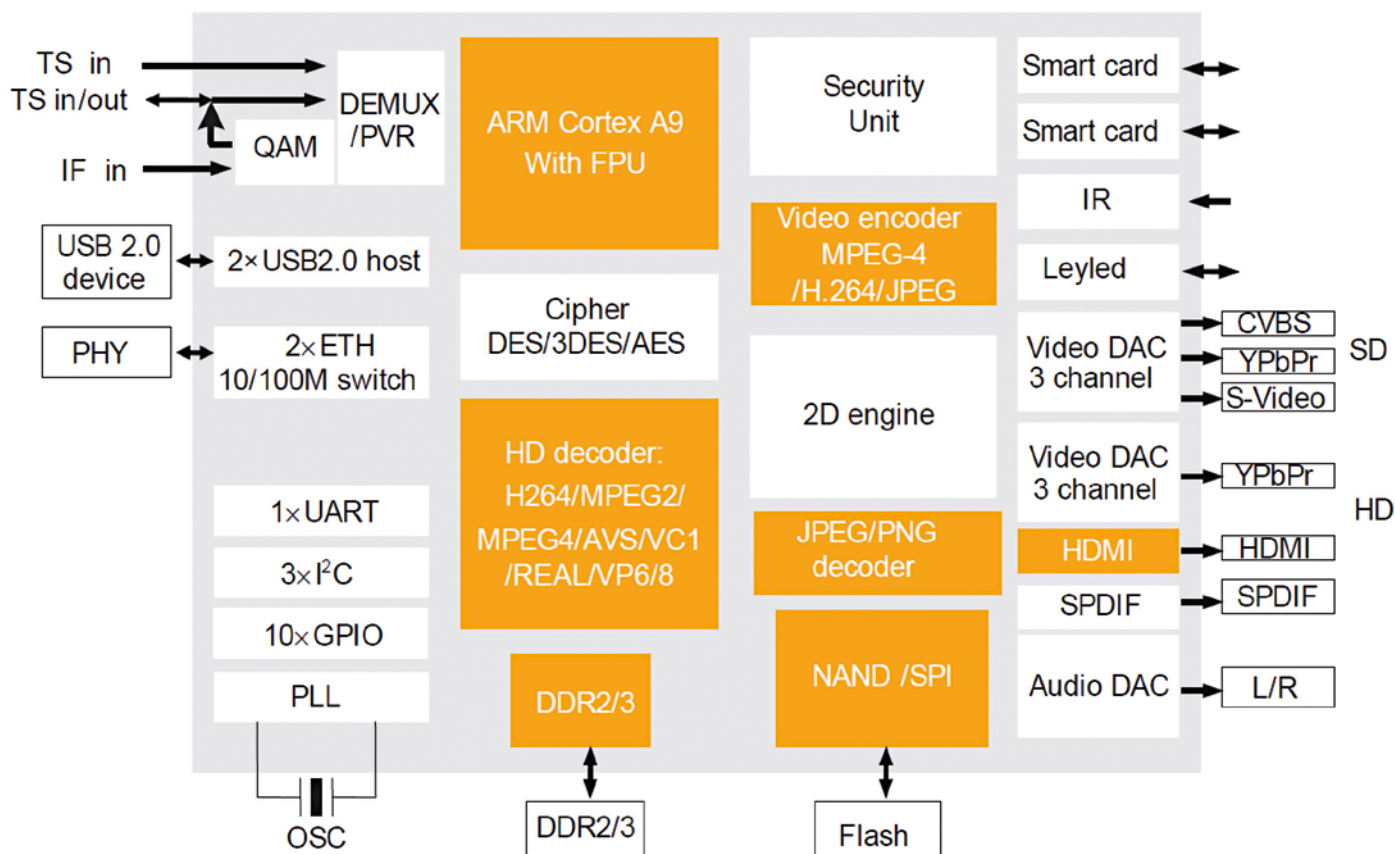 TS in
TS in/out
IF in
QAM
DEMUX
/PVR
USB 2.0
device
2×USB2.0 host
PHY
2×ETH
10/100M switch
1×UART
3×I²C
10×GPIO
PLL
OSC
ARM Cortex A9
With FPU
Cipher
DES/3DES/AES
HD decoder:
H264/MPEG2/
MPEG4/AVS/VC1
/REAL/VP6/8
DDR2/3
DDR2/3
Security
Unit
Video encoder
MPEG-4
/H.264/JPEG
2D engine
JPEG/PNG
decoder
NAND /SPI
Flash
Smart card
Smart card
IR
Leyled
Video DAC
3 channel
CVBS
YPbPr
S-Video
SD
Video DAC
3 channel
YPbPr
HD
HDMI
HDMI
SPDIF
SPDIF
Audio DAC
L/R